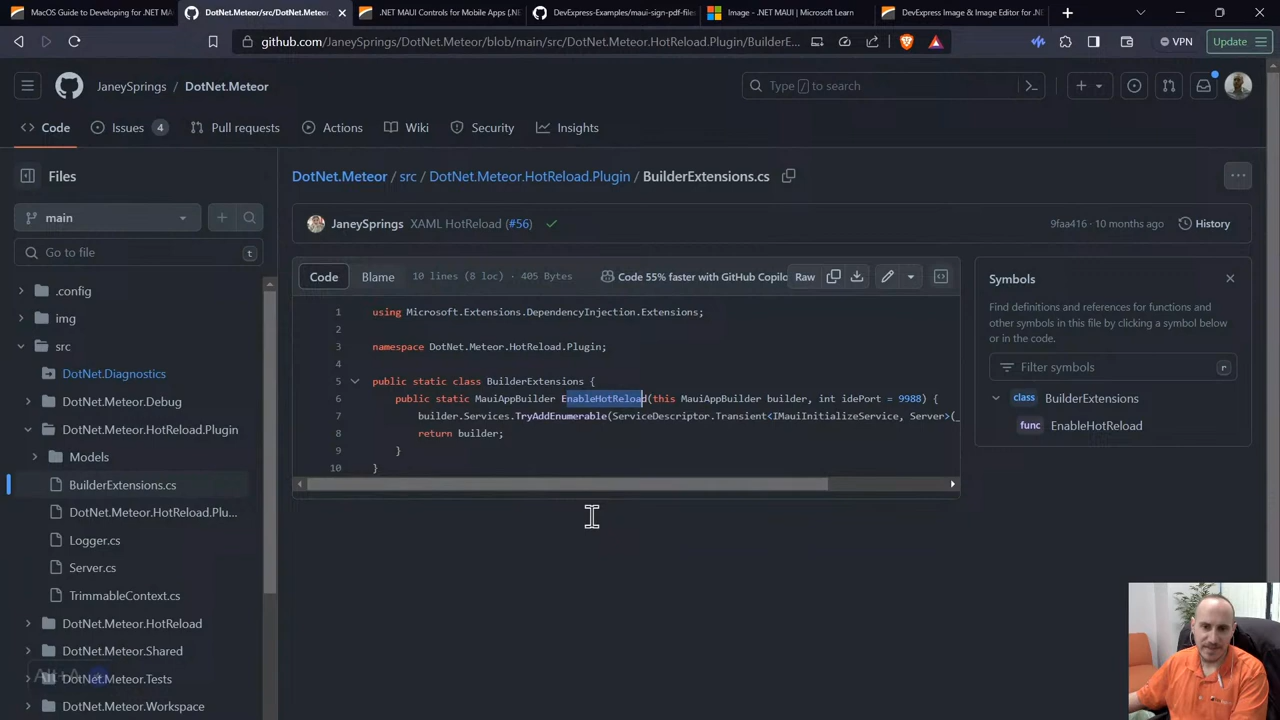 MacOS Guide to Developing for .NET MA
DotNet.Meteor/src/DotNet.Meteor
.NET MAUI Controls for Mobile Apps (.N
DevExpress-Examples/maui-sign-pdf-files
Image - .NET MAUI | Microsoft Learn
DevExpress Image & Image Editor for .NET
github.com/JaneySprings/DotNet.Meteor/blob/main/src/DotNet.Meteor.HotReload.Plugin/BuilderE...
VPN
Update
JaneySprings / DotNet.Meteor
Type / to search
Code
Issues 4
Pull requests
Actions
Wiki
Security
Insights
Files
main
Go to file
t
.config
img
src
DotNet.Diagnostics
DotNet.Meteor.Debug
DotNet.Meteor.HotReload.Plugin
Models
BuilderExtensions.cs
DotNet.Meteor.HotReload.Plu...
Logger.cs
Server.cs
TrimmableContext.cs
DotNet.Meteor.HotReload
DotNet.Meteor.Shared
DotNet.Meteor.Tests
DotNet.Meteor.Workspace
Alt+A
DotNet.Meteor / src / DotNet.Meteor.HotReload.Plugin / BuilderExtensions.cs
JaneySprings XAML HotReload (#56)
9faa416 · 10 months ago
History
Code
Blame
10 lines (8 loc) · 405 Bytes
Code 55% faster with GitHub Copilo
Raw
1 using Microsoft.Extensions.DependencyInjection.Extensions;
2
3 namespace DotNet.Meteor.HotReload.Plugin;
4
5 public static class BuilderExtensions {
6 public static MauiAppBuilder EnableHotReload(this MauiAppBuilder builder, int idePort = 9988) {
7 builder.Services.TryAddEnumerable(ServiceDescriptor.Transient<IMauiInitializeService, Server>(_
8 return builder;
9 }
10 }
Symbols
Find definitions and references for functions and
other symbols in this file by clicking a symbol below
or in the code.
Filter symbols
r
class BuilderExtensions
func EnableHotReload